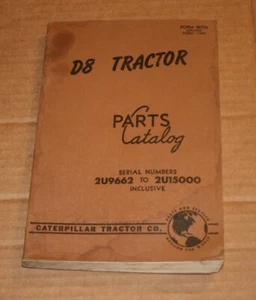 D8 TRACTOR
PARTS
Catalog
SERIAL NUMBERS
2U9662 TO 2U15000
INCLUSIVE
CATERPILLAR TRACTOR CO.